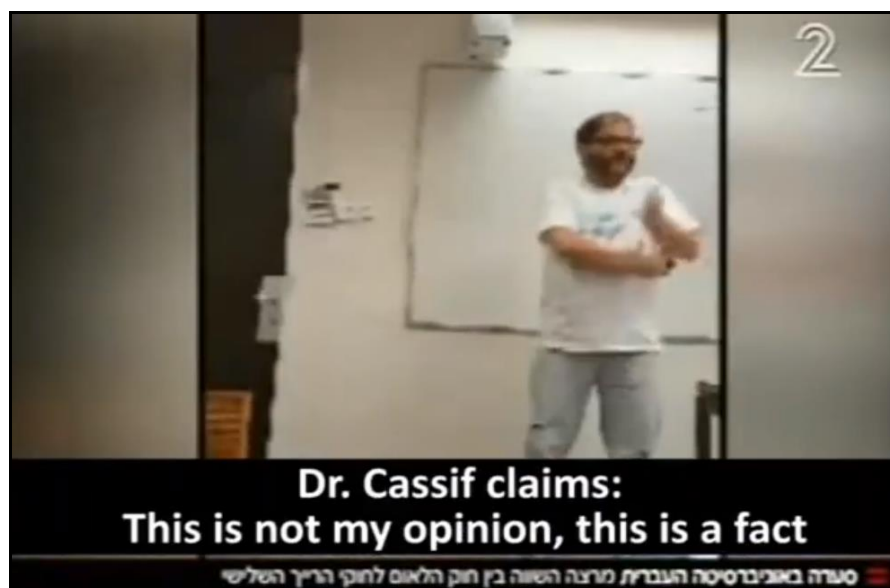 2
Dr. Cassif claims:
This is not my opinion, this is a fact
סערה באוניברסיטה העברית מרצה השווה בין חוק הלאום לחוקי הרייך השלישי